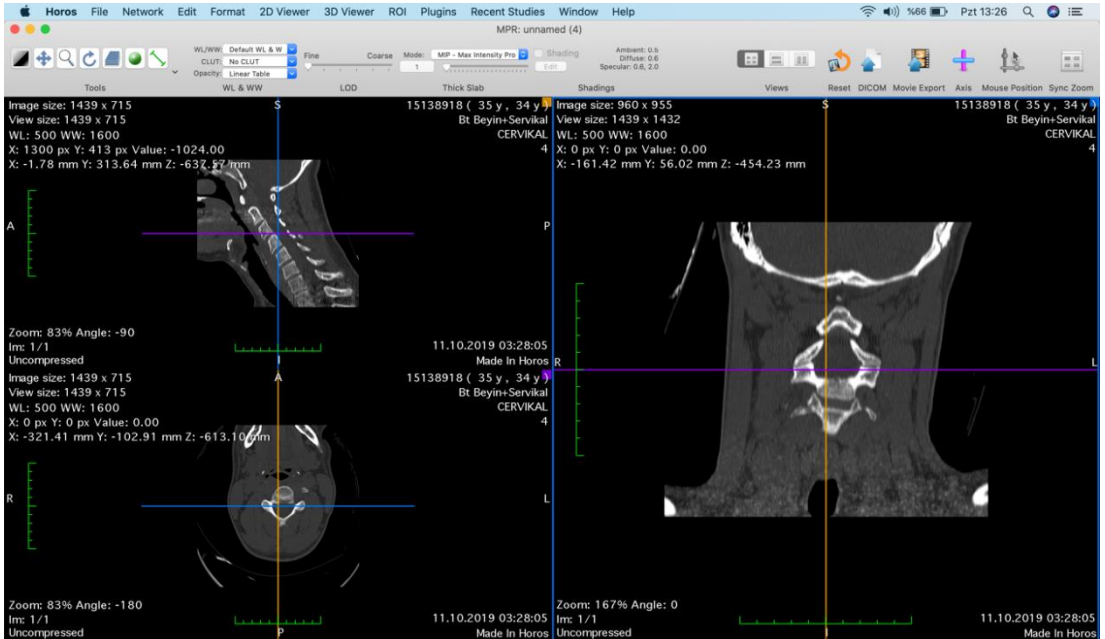 Horos File Network Edit Format 2D Viewer 3D Viewer ROI Plugins Recent Studies Window Help %66 Pzt 13:26
MPR: unnamed (4)
WL/WW: Default WL & W
CLUT: No CLUT
Opacity: Linear Table
Fine Coarse
Mode: MIP - Max Intensity Pro
1
Shading
Edit
Ambient: 0.5
Diffuse: 0.6
Specular: 0.8, 2.0
Tools WL & WW LOD Thick Slab Shadings Views Reset DICOM Movie Export Axis Mouse Position Sync Zoom
Image size: 1439 x 715
View size: 1439 x 715
WL: 500 WW: 1600
X: 1300 px Y: 413 px Value: -1024.00
X: -1.78 mm Y: 313.64 mm Z: -637.57 mm
S
15138918 ( 35 y, 34 y )
Bt Beyin+Servikal
CERVIKAL
4
A
P
Zoom: 83% Angle: -90
Im: 1/1
Uncompressed
I
11.10.2019 03:28:05
Made In Horos
Image size: 1439 x 715
View size: 1439 x 715
WL: 500 WW: 1600
X: 0 px Y: 0 px Value: 0.00
X: -321.41 mm Y: -102.91 mm Z: -613.10 mm
A
15138918 ( 35 y, 34 y )
Bt Beyin+Servikal
CERVIKAL
4
R
L
Zoom: 83% Angle: -180
Im: 1/1
Uncompressed
P
11.10.2019 03:28:05
Made In Horos
Image size: 960 x 955
View size: 1439 x 1432
WL: 500 WW: 1600
X: 0 px Y: 0 px Value: 0.00
X: -161.42 mm Y: 56.02 mm Z: -454.23 mm
S
15138918 ( 35 y, 34 y )
Bt Beyin+Servikal
CERVIKAL
4
R
L
Zoom: 167% Angle: 0
Im: 1/1
Uncompressed
I
11.10.2019 03:28:05
Made In Horos